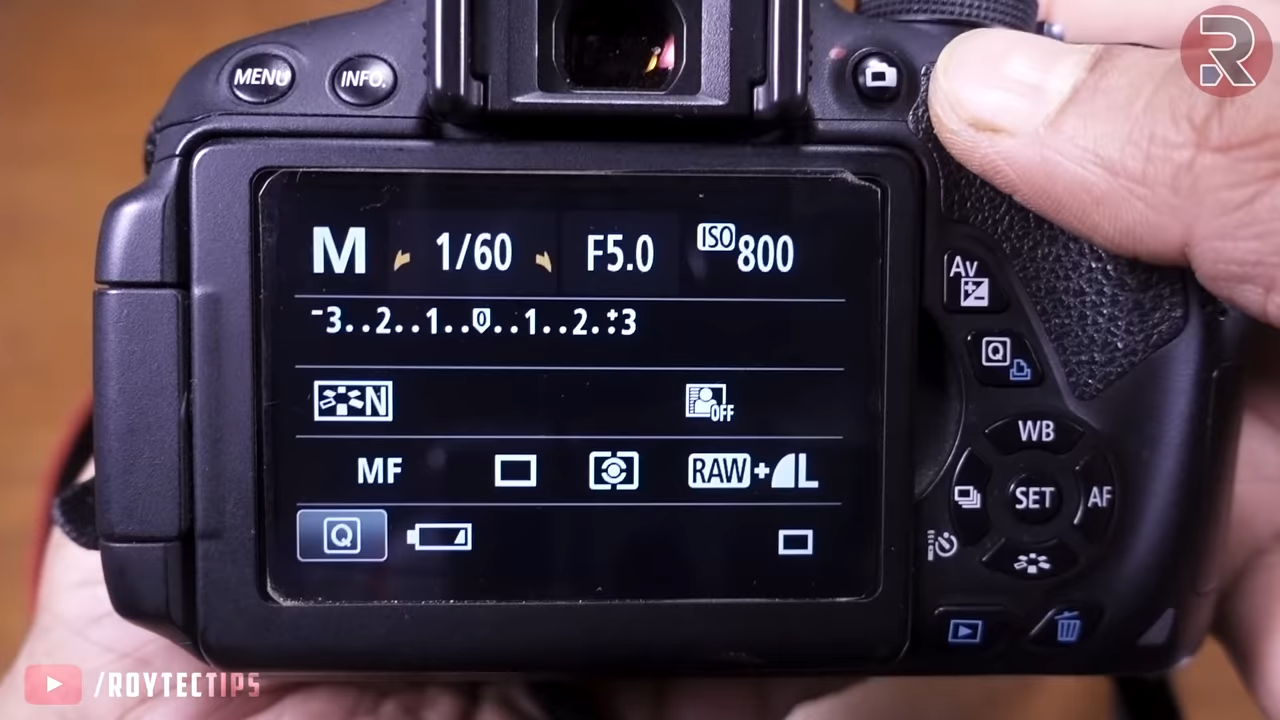 MENU INFO.
R
M 1/60 F5.0 ISO 800
-3..2..1..0..1..2.:+3
N OFF
MF RAW+L
Q
Av
Q
WB
SET AF
/ROYTECTIPS